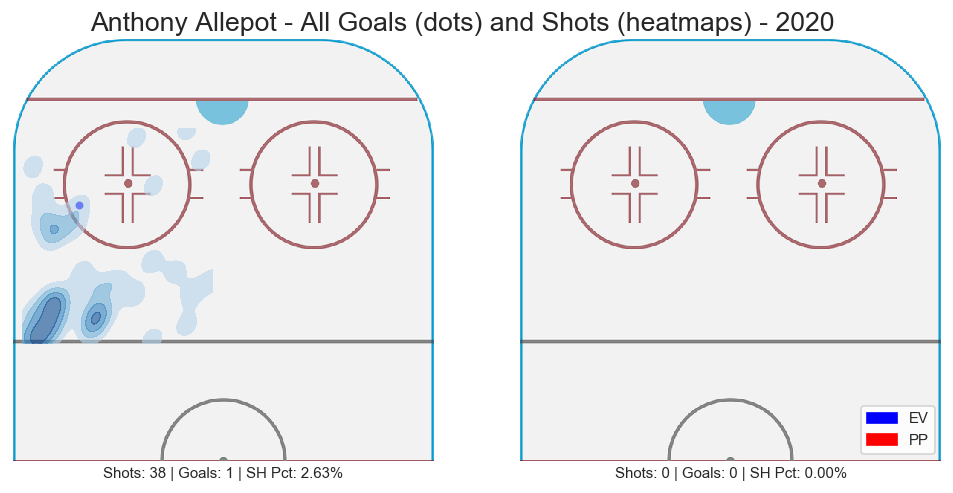 Anthony Allepot - All Goals (dots) and Shots (heatmaps) - 2020
EV
PP
Shots: 38 | Goals: 1 | SH Pct: 2.63%
Shots: 0 | Goals: 0 | SH Pct: 0.00%